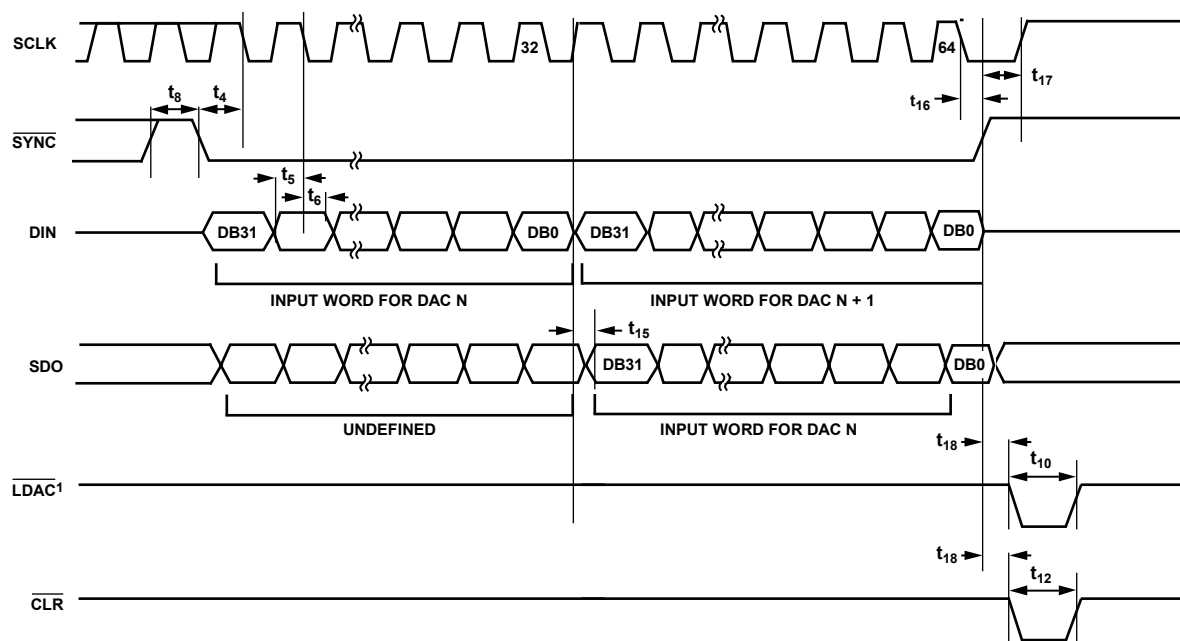 SCLK
32
64
t17
t16
t8
t4
SYNC
t5
t6
DIN
DB31
DB0
DB31
DB0
INPUT WORD FOR DAC N
INPUT WORD FOR DAC N + 1
t15
SDO
DB31
DB0
UNDEFINED
INPUT WORD FOR DAC N
t18
t10
LDAC1
t18
t12
CLR